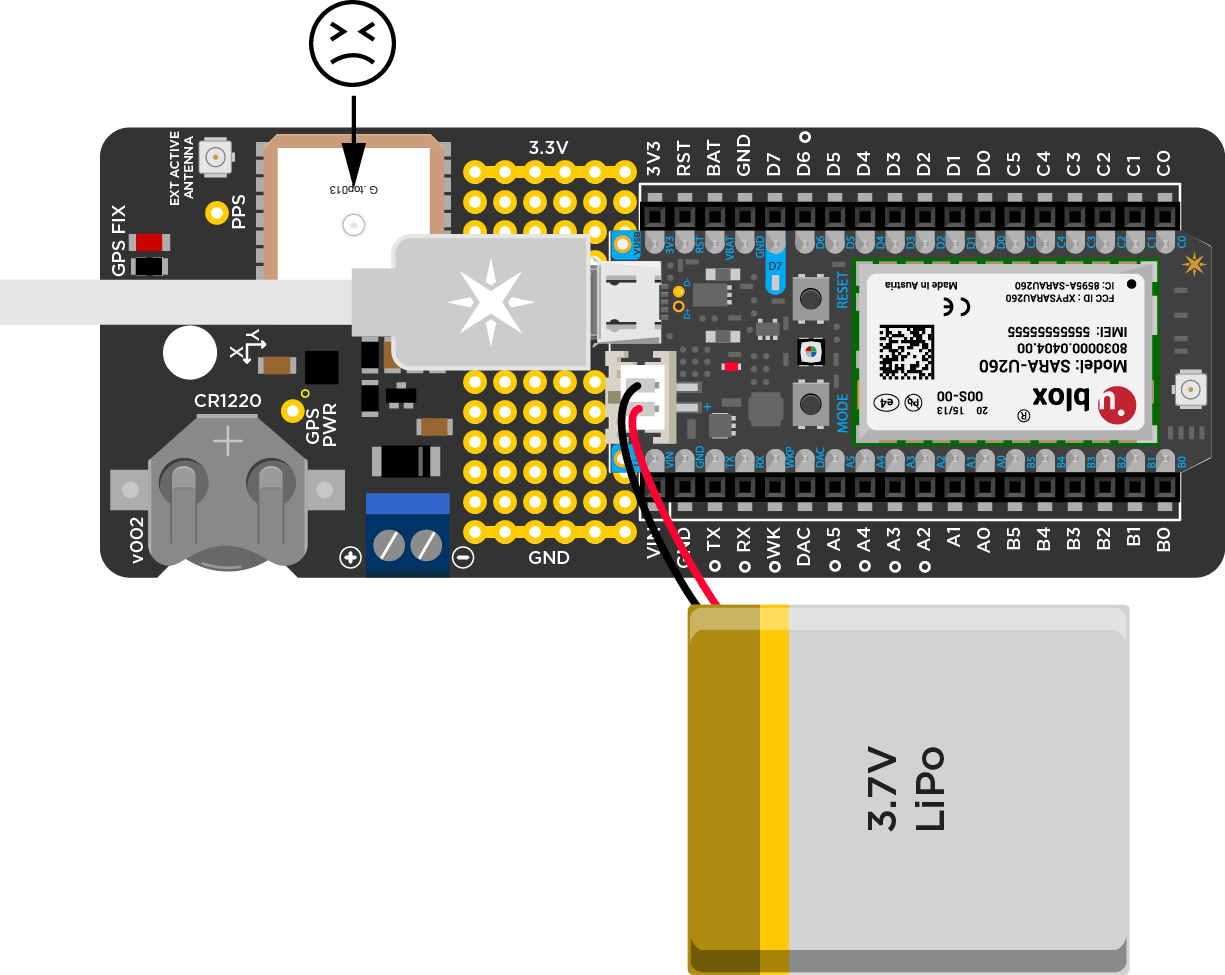 EXT ACTIVE
ANTENNA
PPS
GPS FIX
G top013
3.3V
3V3 RST BAT GND D7 D6 D5 D4 D3 D2 D1 D0 C5 C4 C3 C2 C1 C0
VUSB 3V3 RST VBAT GND D7 D6 D5 D4 D3 D2 D1 D0 C5 C4 C3 C2 C1 C0
D-
D+
RESET
MODE
+
Made In Austria
FCC : ID : XPYSARAU260
IC: 8595A-SARAU260
CE
IMEI: 5555555555555
80300000.0404.00
Model: SARA-U260
20 15/13
00S-00
e4
Pb
u blox
®
Y
X
CR1220
GPS
PWR
v002
+
-
GND
VIN GND TX RX WKP DAC A5 A4 A3 A2 A1 A0 B5 B4 B3 B2 B1 B0
VIN GND TX RX WK DAC A5 A4 A3 A2 A1 A0 B5 B4 B3 B2 B1 B0
3.7V
LiPo